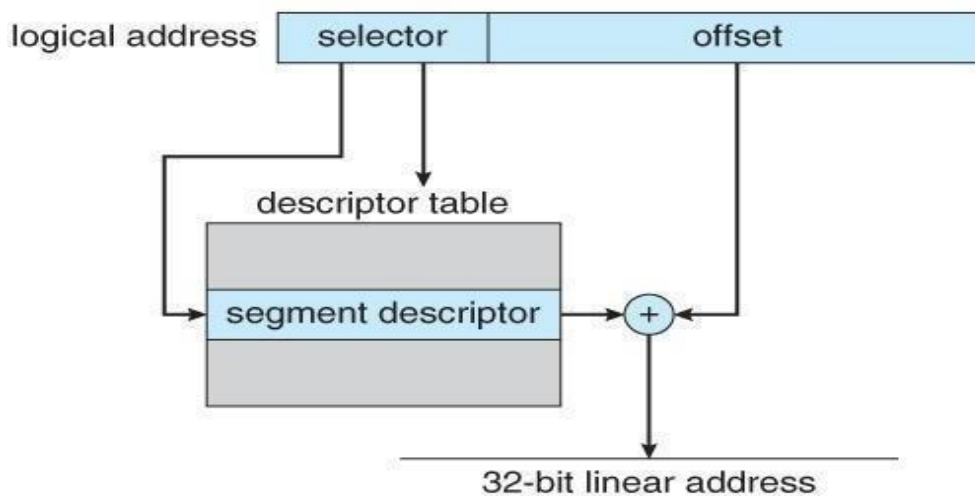 logical address selector offset
descriptor table
segment descriptor +
32-bit linear address